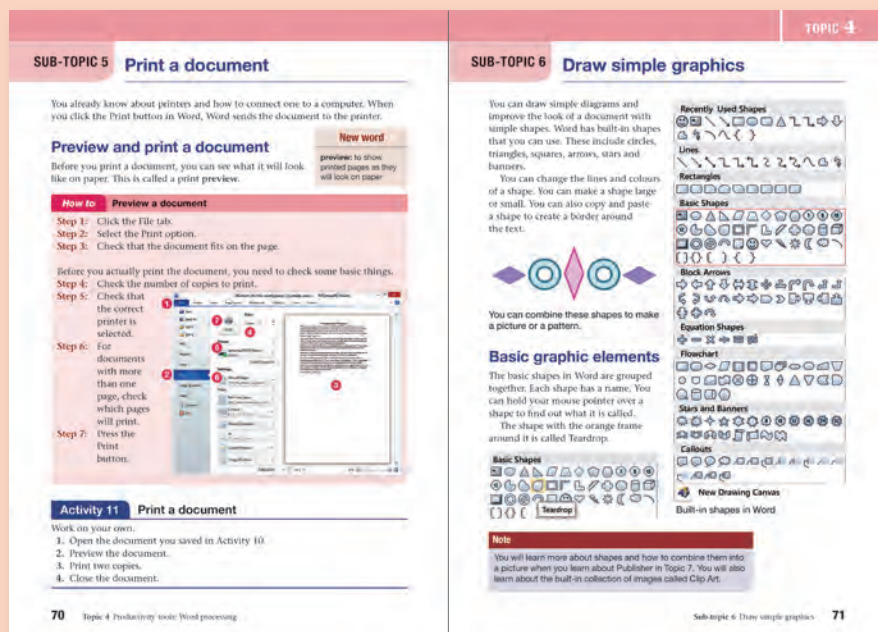 SUB-TOPIC 5 Print a document
You already know about printers and how to connect one to a computer. When
you click the Print button in Word, Word sends the document to the printer.
Preview and print a document
Before you print a document, you can see what it will look
like on paper. This is called a print preview.
New word
preview: to show
printed pages as they
will look on paper
How to Preview a document
Step 1: Click the File tab.
Step 2: Select the Print option.
Step 3: Check that the document fits on the page.
Before you actually print the document, you need to check some basic things.
Step 4: Check the number of copies to print.
Step 5: Check that
the correct
printer is
selected.
Step 6: For
documents
with more
than one
page, check
which pages
will print.
Step 7: Press the
Print
button.
1
7
4
5
2
6
3
Activity 11 Print a document
Work on your own.
1. Open the document you saved in Activity 10.
2. Preview the document.
3. Print two copies.
4. Close the document.
70 Topic 4 Productivity tools: Word processing
TOPIC 4
SUB-TOPIC 6 Draw simple graphics
You can draw simple diagrams and
improve the look of a document with
simple shapes. Word has built-in shapes
that you can use. These include circles,
triangles, squares, arrows, stars and
banners.
You can change the lines and colours
of a shape. You can make a shape large
or small. You can also copy and paste
a shape to create a border around
the text.
You can combine these shapes to make
a picture or a pattern.
Basic graphic elements
The basic shapes in Word are grouped
together. Each shape has a name. You
can hold your mouse pointer over a
shape to find out what it is called.
The shape with the orange frame
around it is called Teardrop.
Basic Shapes
Teardrop
Recently Used Shapes
Lines
Rectangles
Basic Shapes
Block Arrows
Equation Shapes
Flowchart
Stars and Banners
Callouts
New Drawing Canvas
Built-in shapes in Word
Note
You will learn more about shapes and how to combine them into
a picture when you learn about Publisher in Topic 7. You will also
learn about the built-in collection of images called Clip Art.
Sub-topic 6 Draw simple graphics 71